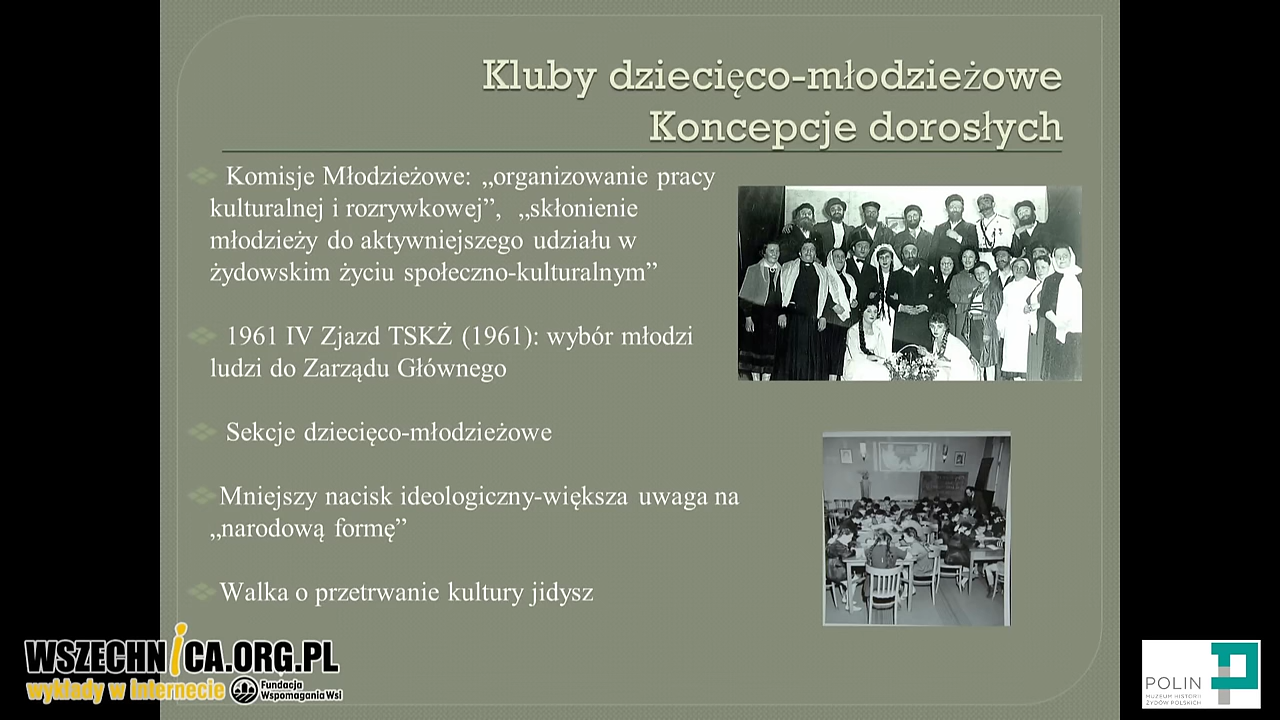 Kluby dziecięco-młodzieżowe
Koncepcje dorosłych
Komisje Młodzieżowe: „organizowanie pracy
kulturalnej i rozrywkowej”, „skłonienie
młodzieży do aktywniejszego udziału w
żydowskim życiu społeczno-kulturalnym”
1961 IV Zjazd TSKŻ (1961): wybór młodzi
ludzi do Zarządu Głównego
Sekcje dziecięco-młodzieżowe
Mniejszy nacisk ideologiczny-większa uwaga na
„narodową formę”
Walka o przetrwanie kultury jidysz
WSZECHNICA.ORG.PL
wykłady w internecie
Fundacja
Wspomagania Wsi
POLIN
MUZEUM HISTORII
ŻYDÓW POLSKICH